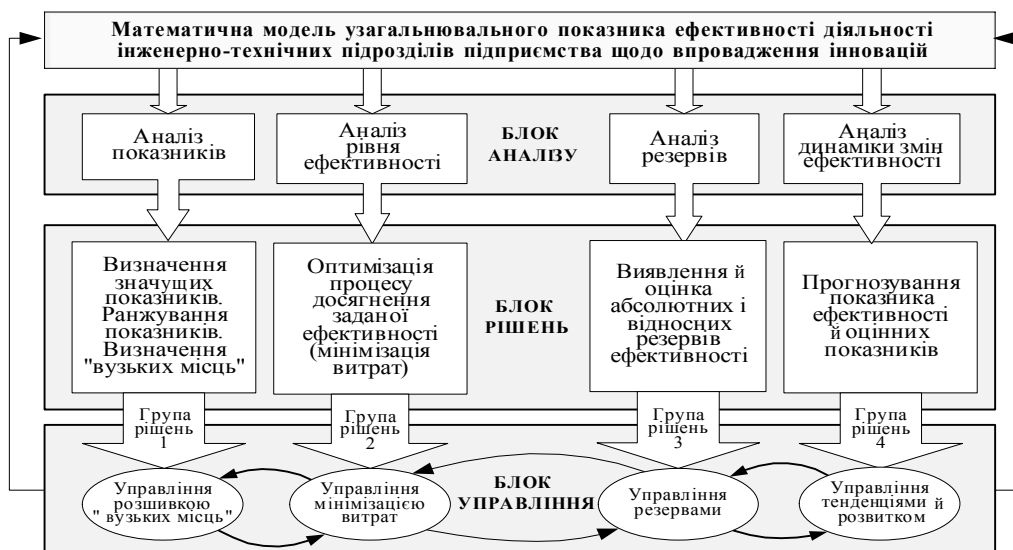 Математична модель узагальнювального показника ефективності діяльності
інженерно-технічних підрозділів підприємства щодо впровадження інновацій
Аналіз
показників
Аналіз
рівня
ефективності
БЛОК
АНАЛІЗУ
Аналіз
резервів
Аналіз
динаміки змін
ефективності
Визначення
значущих
показників.
Ранжування
показників.
Визначення
"вузьких місць"
Оптимізація
процесу
досягнення
заданої
ефективності
(мінімізація
витрат)
БЛОК
РІШЕНЬ
Виявлення й
оцінка
абсолютних і
відносних
резервів
ефективності
Прогнозування
показника
ефективності
й оцінних
показників
Група
рішень
1
Група
рішень
2
Група
рішень
3
Група
рішень
4
Управління
розшивкою
" вузьких місць"
Управління
мінімізацією
витрат
БЛОК
УПРАВЛІННЯ
Управління
резервами
Управління
тенденціями й
розвитком